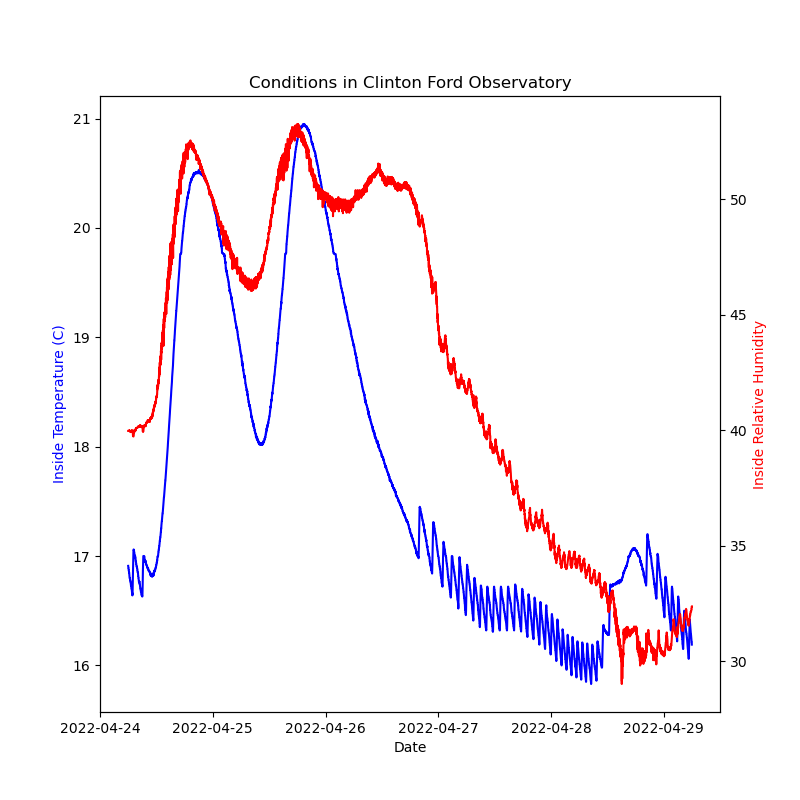 Conditions in Clinton Ford Observatory
Inside Temperature (C)
21
20
19
18
17
16
50
45
40
35
30
Inside Relative Humidity
2022-04-24 2022-04-25 2022-04-26 2022-04-27 2022-04-28 2022-04-29
Date